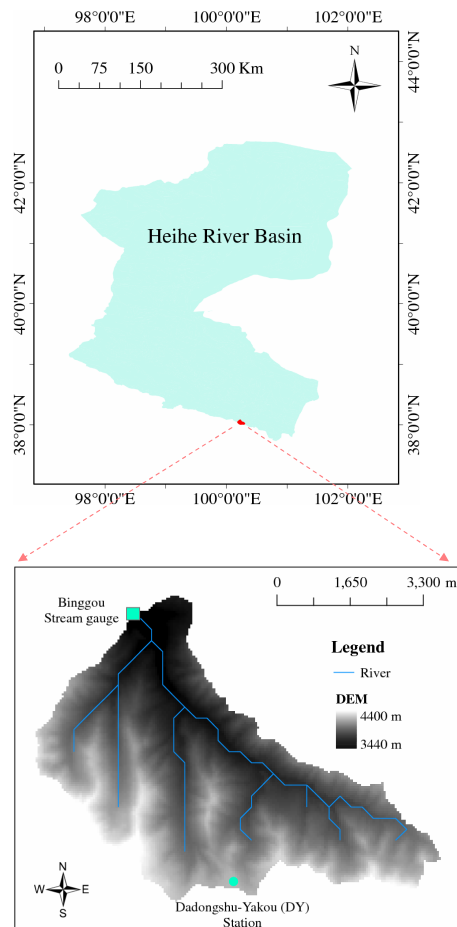 98°0'0"E 100°0'0"E 102°0'0"E
N
0 75 150 300 Km
44°0'0"N
44°0'0"N
42°0'0"N
42°0'0"N
Heihe River Basin
40°0'0"N
40°0'0"N
38°0'0"N
38°0'0"N
98°0'0"E 100°0'0"E 102°0'0"E
0 1,650 3,300 m
Binggou
Stream gauge
Legend
River
DEM
4400 m
3440 m
N
W E
S
Dadongshu-Yakou (DY)
Station